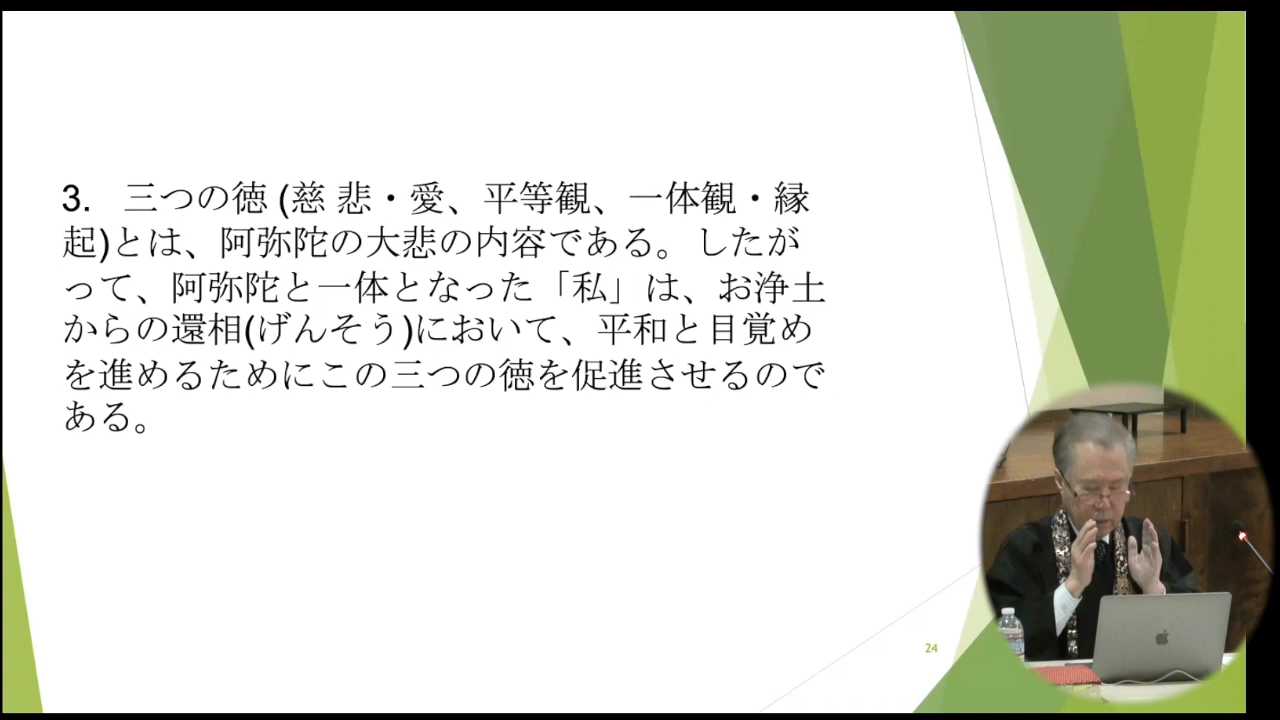 3. 三つの徳 (慈 悲・愛、平等観、一体観・縁
起)とは、阿弥陀の大悲の内容である。したが
って、阿弥陀と一体となった「私」は、お浄土
からの還相(げんそう)において、平和と目覚め
を進めるためにこの三つの徳を促進させるので
ある。
24